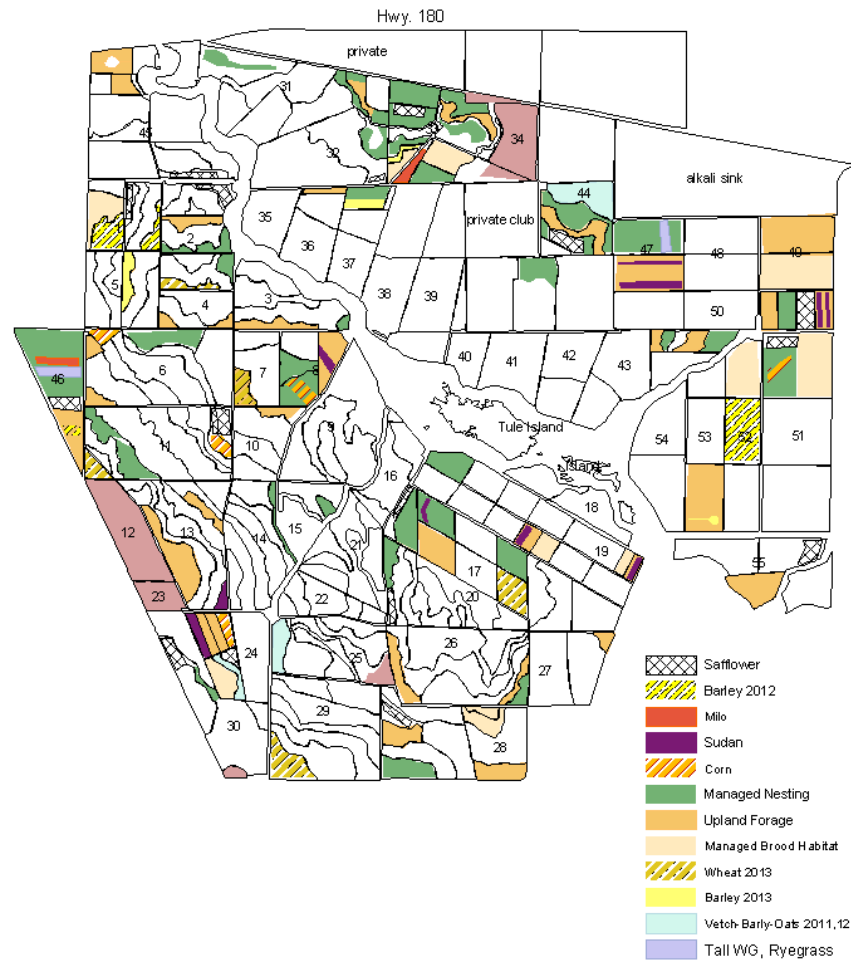 Hwy. 180
private
31
34
45
32
alkali sink
44
35
private club
2
36
47
48
49
37
5
3
38
39
4
50
46
6
7
8
40
41
42
43
9
Tule Island
11
10
54
53
52
51
16
Island
12
13
14
15
21
18
17
19
23
20
22
55
24
25
26
27
29
30
28
Safflower
Barley 2012
Milo
Sudan
Corn
Managed Nesting
Upland Forage
Managed Brood Habitat
Wheat 2013
Barley 2013
Vetch-Barly-Oats 2011,12
Tall WG, Ryegrass